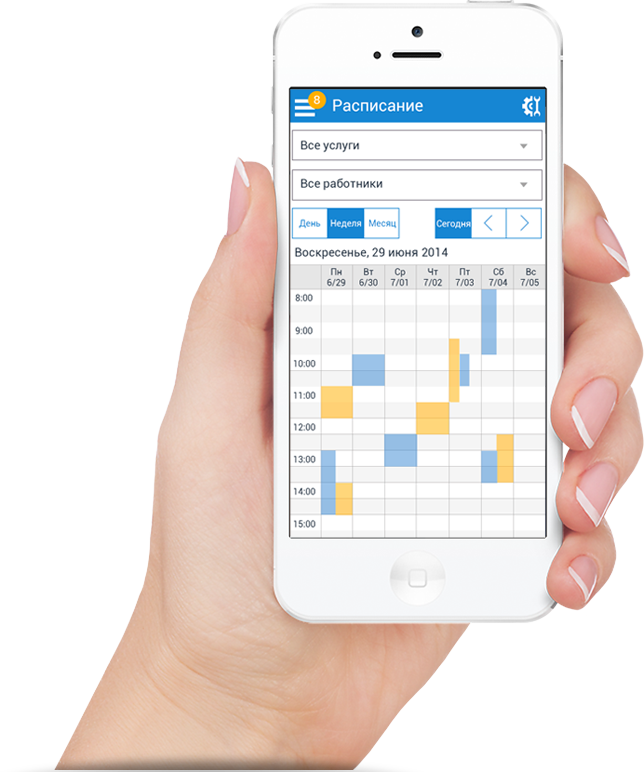 8
Расписание
Все услуги
Все работники
День Неделя Месяц Сегодня
Воскресенье, 29 июня 2014
Пн Вт Ср Чт Пт Сб Вс
6/29 6/30 7/01 7/02 7/03 7/04 7/05
8:00
9:00
10:00
11:00
12:00
13:00
14:00
15:00